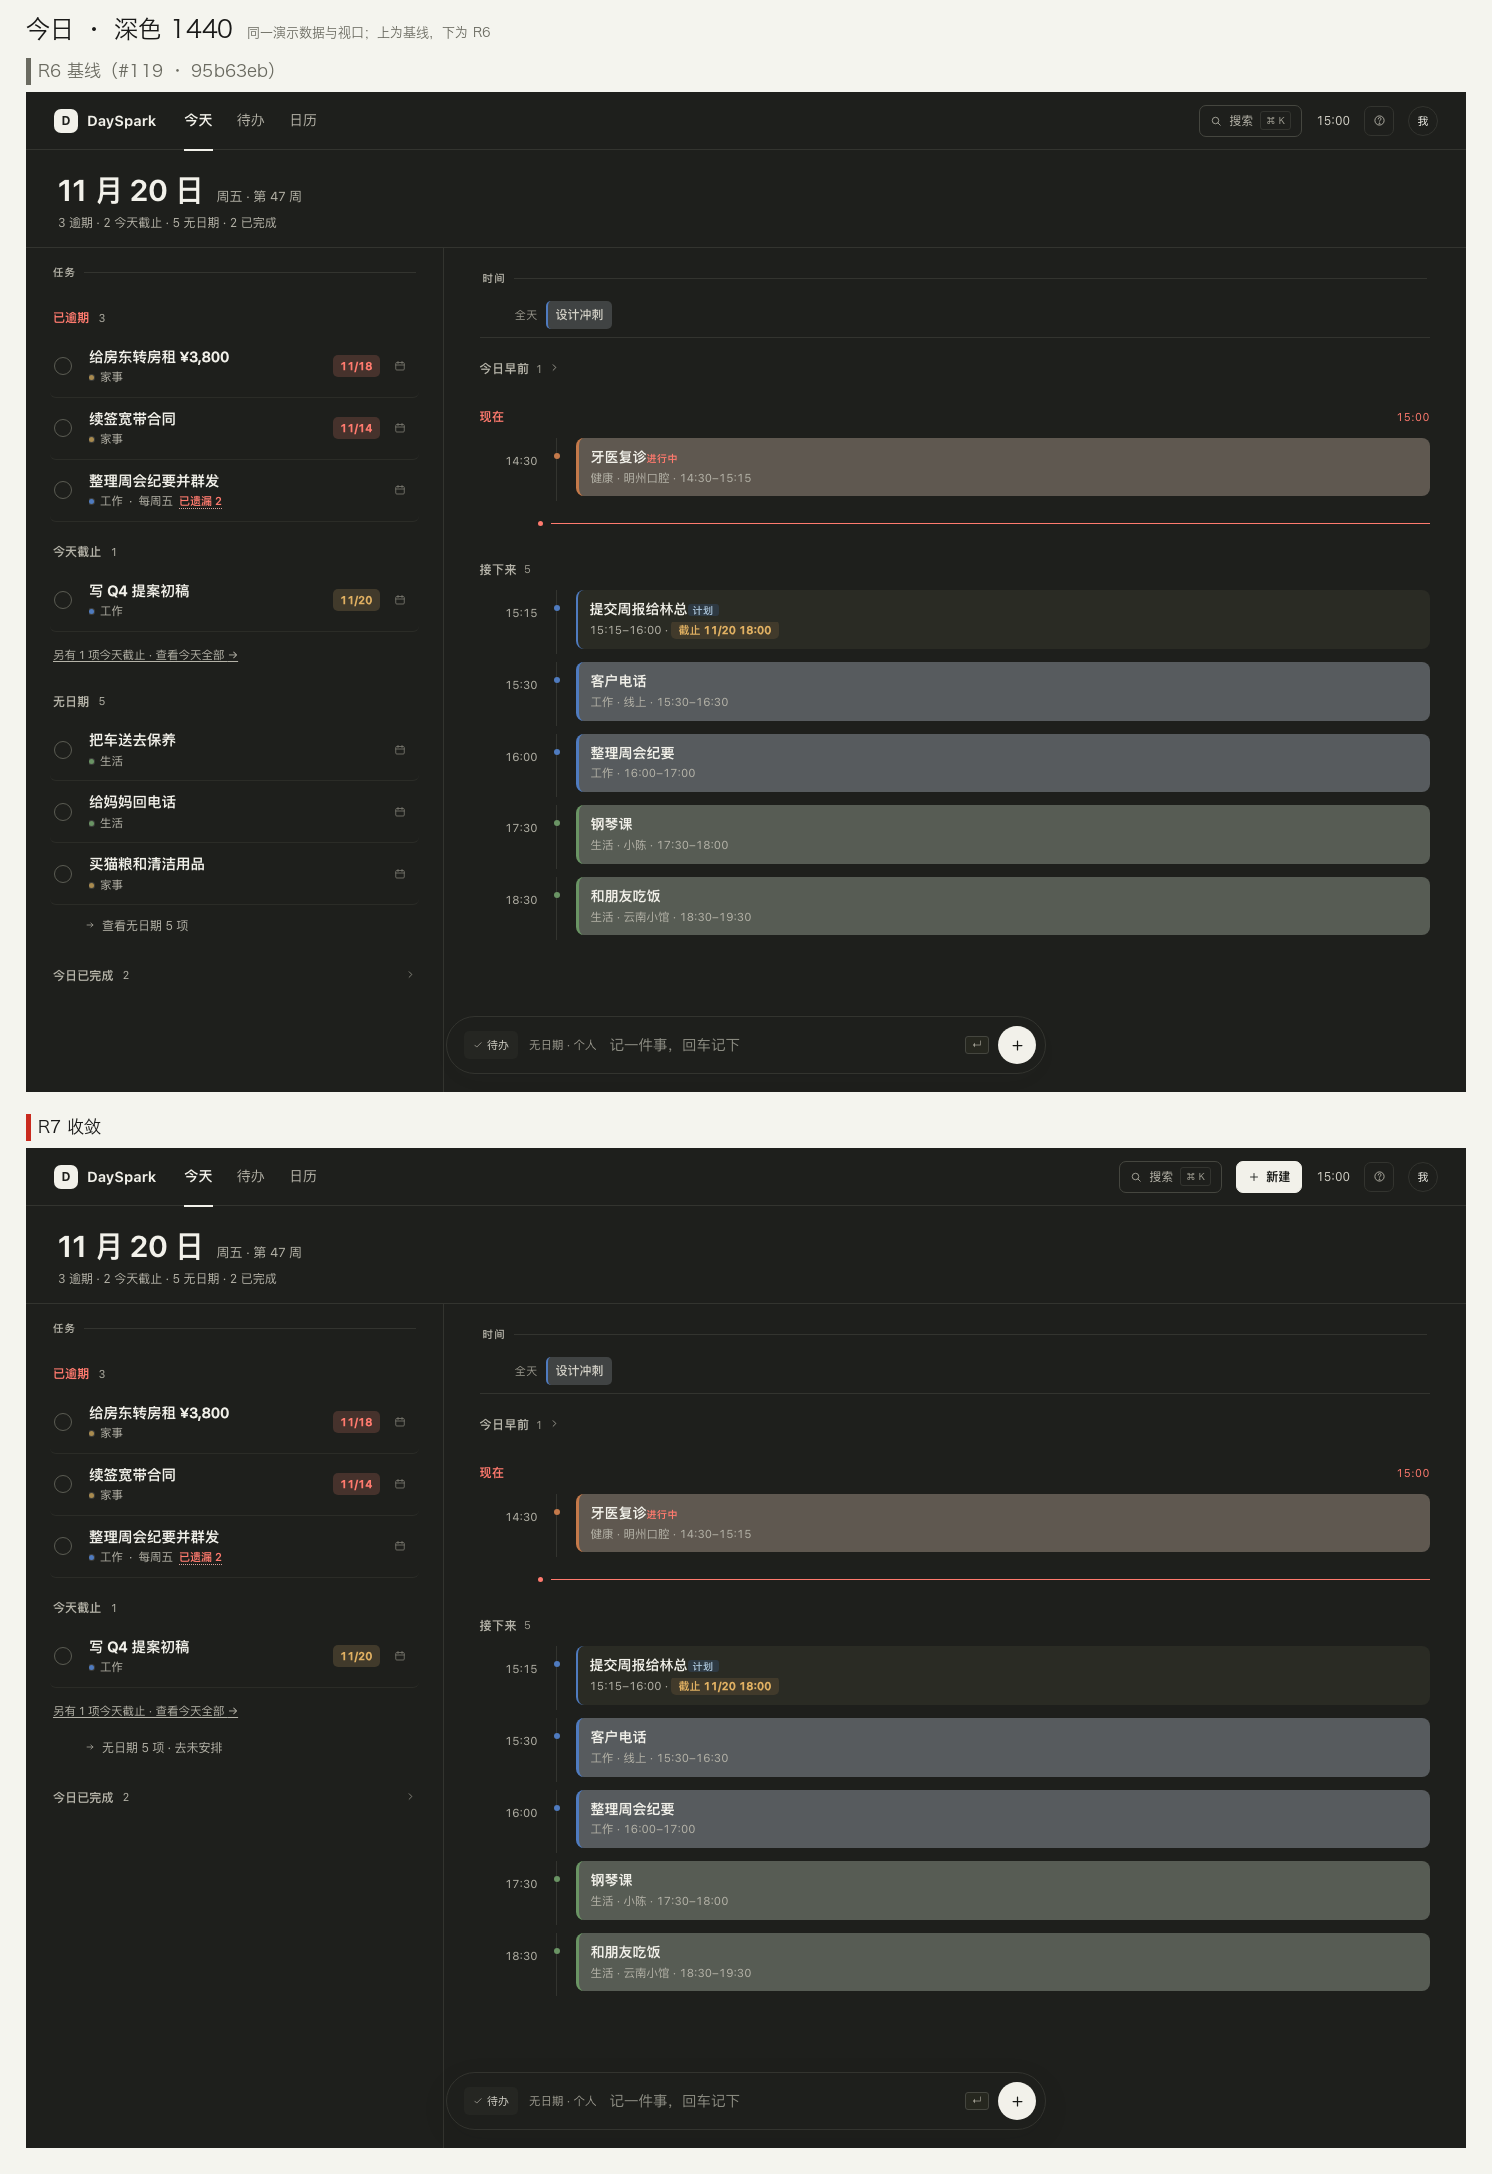 今日 · 深色 1440 同一演示数据与视口；上为基线，下为 R6
R6 基线（#119 · 95b63eb）
D DaySpark 今天 待办 日历 搜索 ⌘ K 15:00 我
11 月 20 日 周五 · 第 47 周
3 逾期 · 2 今天截止 · 5 无日期 · 2 已完成
任务
已逾期 3
给房东转房租 ¥3,800 11/18
家事
续签宽带合同 11/14
家事
整理周会纪要并群发
工作 · 每周五 已遗漏 2
今天截止 1
写 Q4 提案初稿 11/20
工作
另有 1 项今天截止 · 查看今天全部 →
无日期 5
把车送去保养
生活
给妈妈回电话
生活
买猫粮和清洁用品
家事
→ 查看无日期 5 项
今日已完成 2
时间
全天 设计冲刺
今日早前 1
现在 15:00
14:30 牙医复诊进行中
健康 · 明州口腔 · 14:30–15:15
接下来 5
15:15 提交周报给林总 计划
15:15–16:00 · 截止 11/20 18:00
15:30 客户电话
工作 · 线上 · 15:30–16:30
16:00 整理周会纪要
工作 · 16:00–17:00
17:30 钢琴课
生活 · 小陈 · 17:30–18:00
18:30 和朋友吃饭
生活 · 云南小馆 · 18:30–19:30
✓ 待办 无日期 · 个人 记一件事，回车记下 ↵ +
R7 收敛
D DaySpark 今天 待办 日历 搜索 ⌘ K + 新建 15:00 我
11 月 20 日 周五 · 第 47 周
3 逾期 · 2 今天截止 · 5 无日期 · 2 已完成
任务
已逾期 3
给房东转房租 ¥3,800 11/18
家事
续签宽带合同 11/14
家事
整理周会纪要并群发
工作 · 每周五 已遗漏 2
今天截止 1
写 Q4 提案初稿 11/20
工作
另有 1 项今天截止 · 查看今天全部 →
→ 无日期 5 项 · 去未安排
今日已完成 2
时间
全天 设计冲刺
今日早前 1
现在 15:00
14:30 牙医复诊进行中
健康 · 明州口腔 · 14:30–15:15
接下来 5
15:15 提交周报给林总 计划
15:15–16:00 · 截止 11/20 18:00
15:30 客户电话
工作 · 线上 · 15:30–16:30
16:00 整理周会纪要
工作 · 16:00–17:00
17:30 钢琴课
生活 · 小陈 · 17:30–18:00
18:30 和朋友吃饭
生活 · 云南小馆 · 18:30–19:30
✓ 待办 无日期 · 个人 记一件事，回车记下 ↵ +